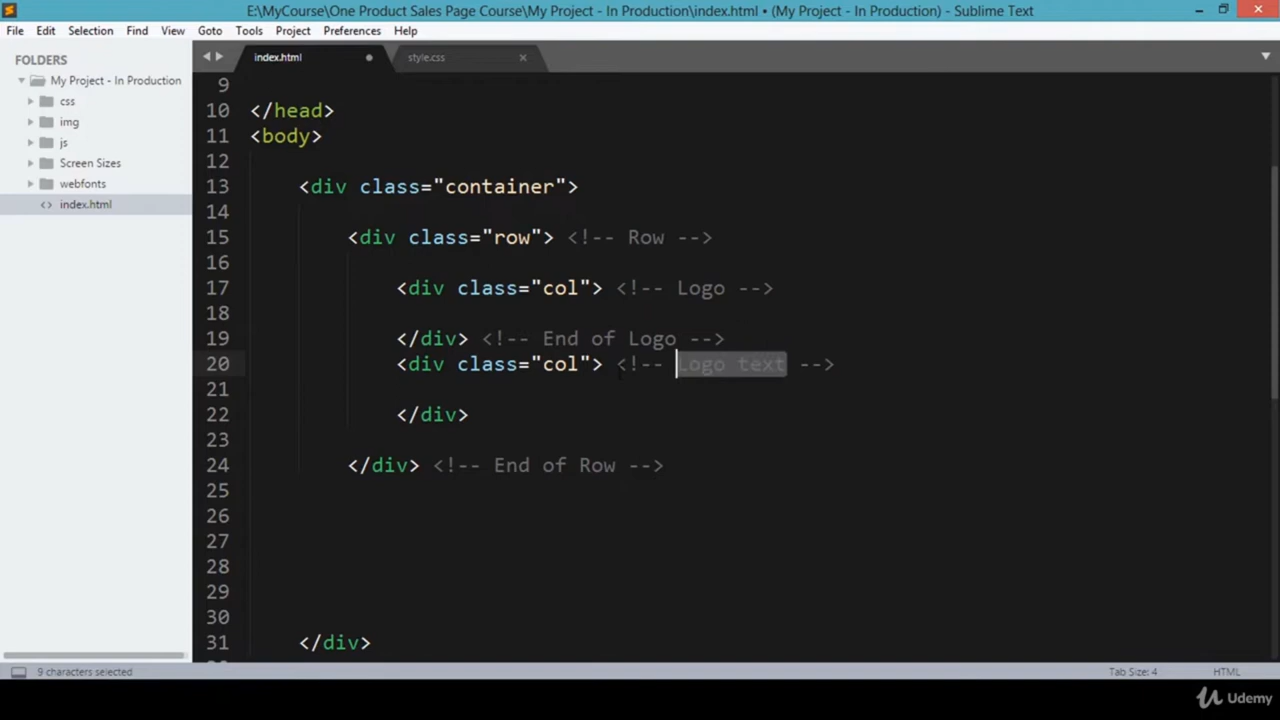 E:\MyCourse\One Product Sales Page Course\My Project - In Production\index.html • (My Project - In Production) - Sublime Text
File Edit Selection Find View Goto Tools Project Preferences Help
FOLDERS
My Project - In Production
css
img
js
Screen Sizes
webfonts
index.html
index.html style.css
9
10 </head>
11 <body>
12
13 <div class="container">
14
15 <div class="row"> <!-- Row -->
16
17 <div class="col"> <!-- Logo -->
18
19 </div> <!-- End of Logo -->
20 <div class="col"> <!-- Logo text -->
21
22 </div>
23
24 </div> <!-- End of Row -->
25
26
27
28
29
30
31 </div>
9 characters selected Tab Size: 4 HTML
Udemy